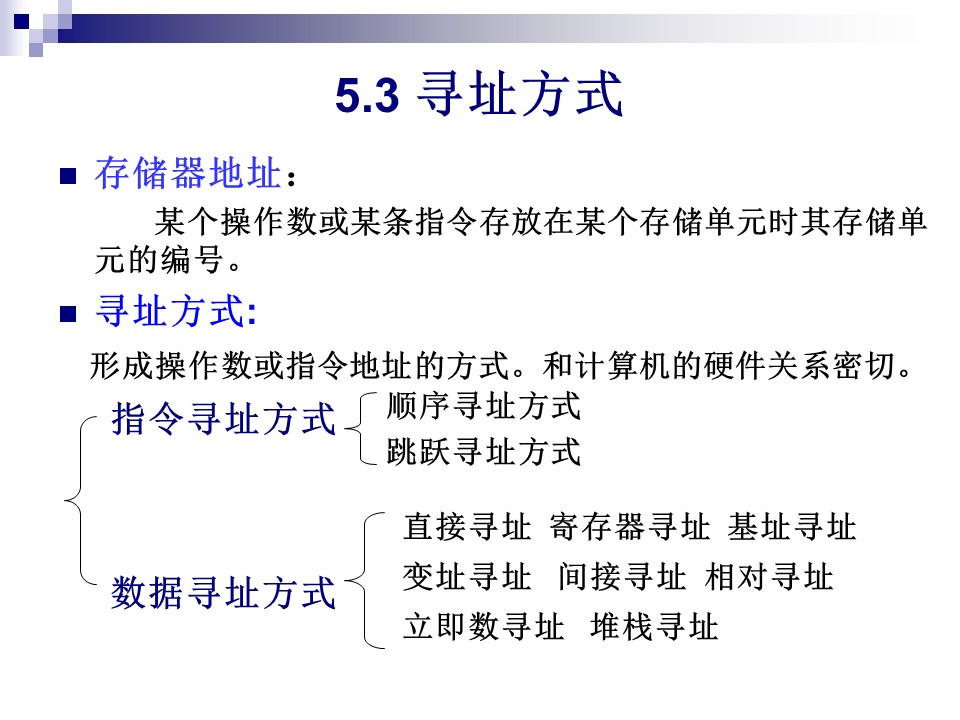 5.3 寻址方式
存储器地址：
某个操作数或某条指令存放在某个存储单元时其存储单
元的编号。
寻址方式:
形成操作数或指令地址的方式。和计算机的硬件关系密切。
指令寻址方式
顺序寻址方式
跳跃寻址方式
数据寻址方式
直接寻址 寄存器寻址 基址寻址
变址寻址 间接寻址 相对寻址
立即数寻址 堆栈寻址